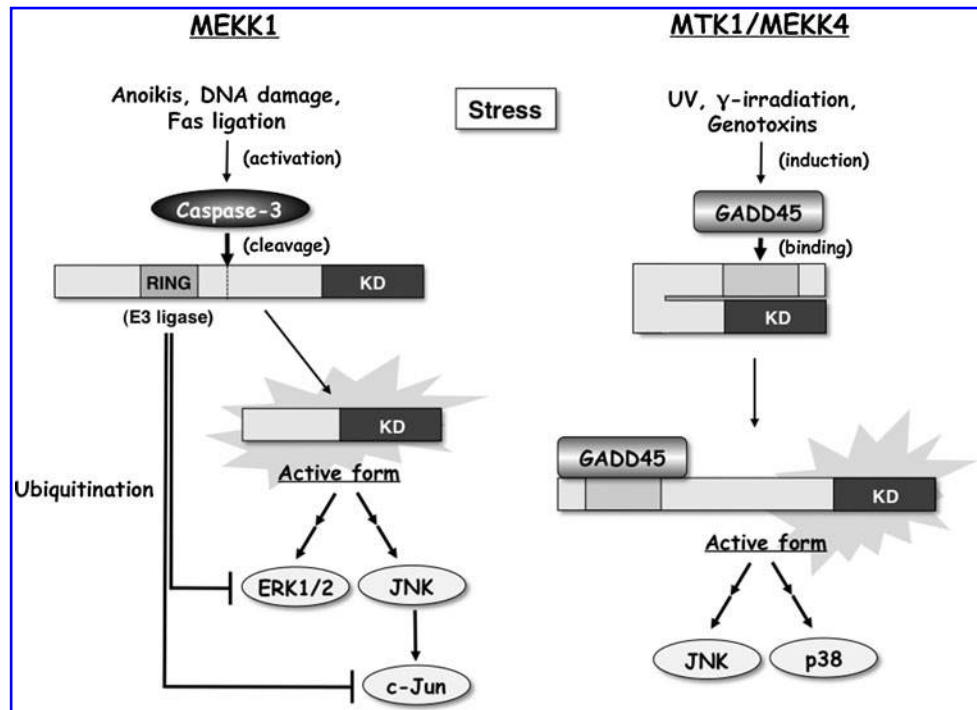 MEKK1
Anoikis, DNA damage,
Fas ligation
(activation)
Caspase-3
(cleavage)
RING
KD
(E3 ligase)
KD
Active form
Ubiquitination
ERK1/2
JNK
c-Jun
Stress
MTK1/MEKK4
UV, γ-irradiation,
Genotoxins
(induction)
GADD45
(binding)
KD
GADD45
KD
Active form
JNK
p38